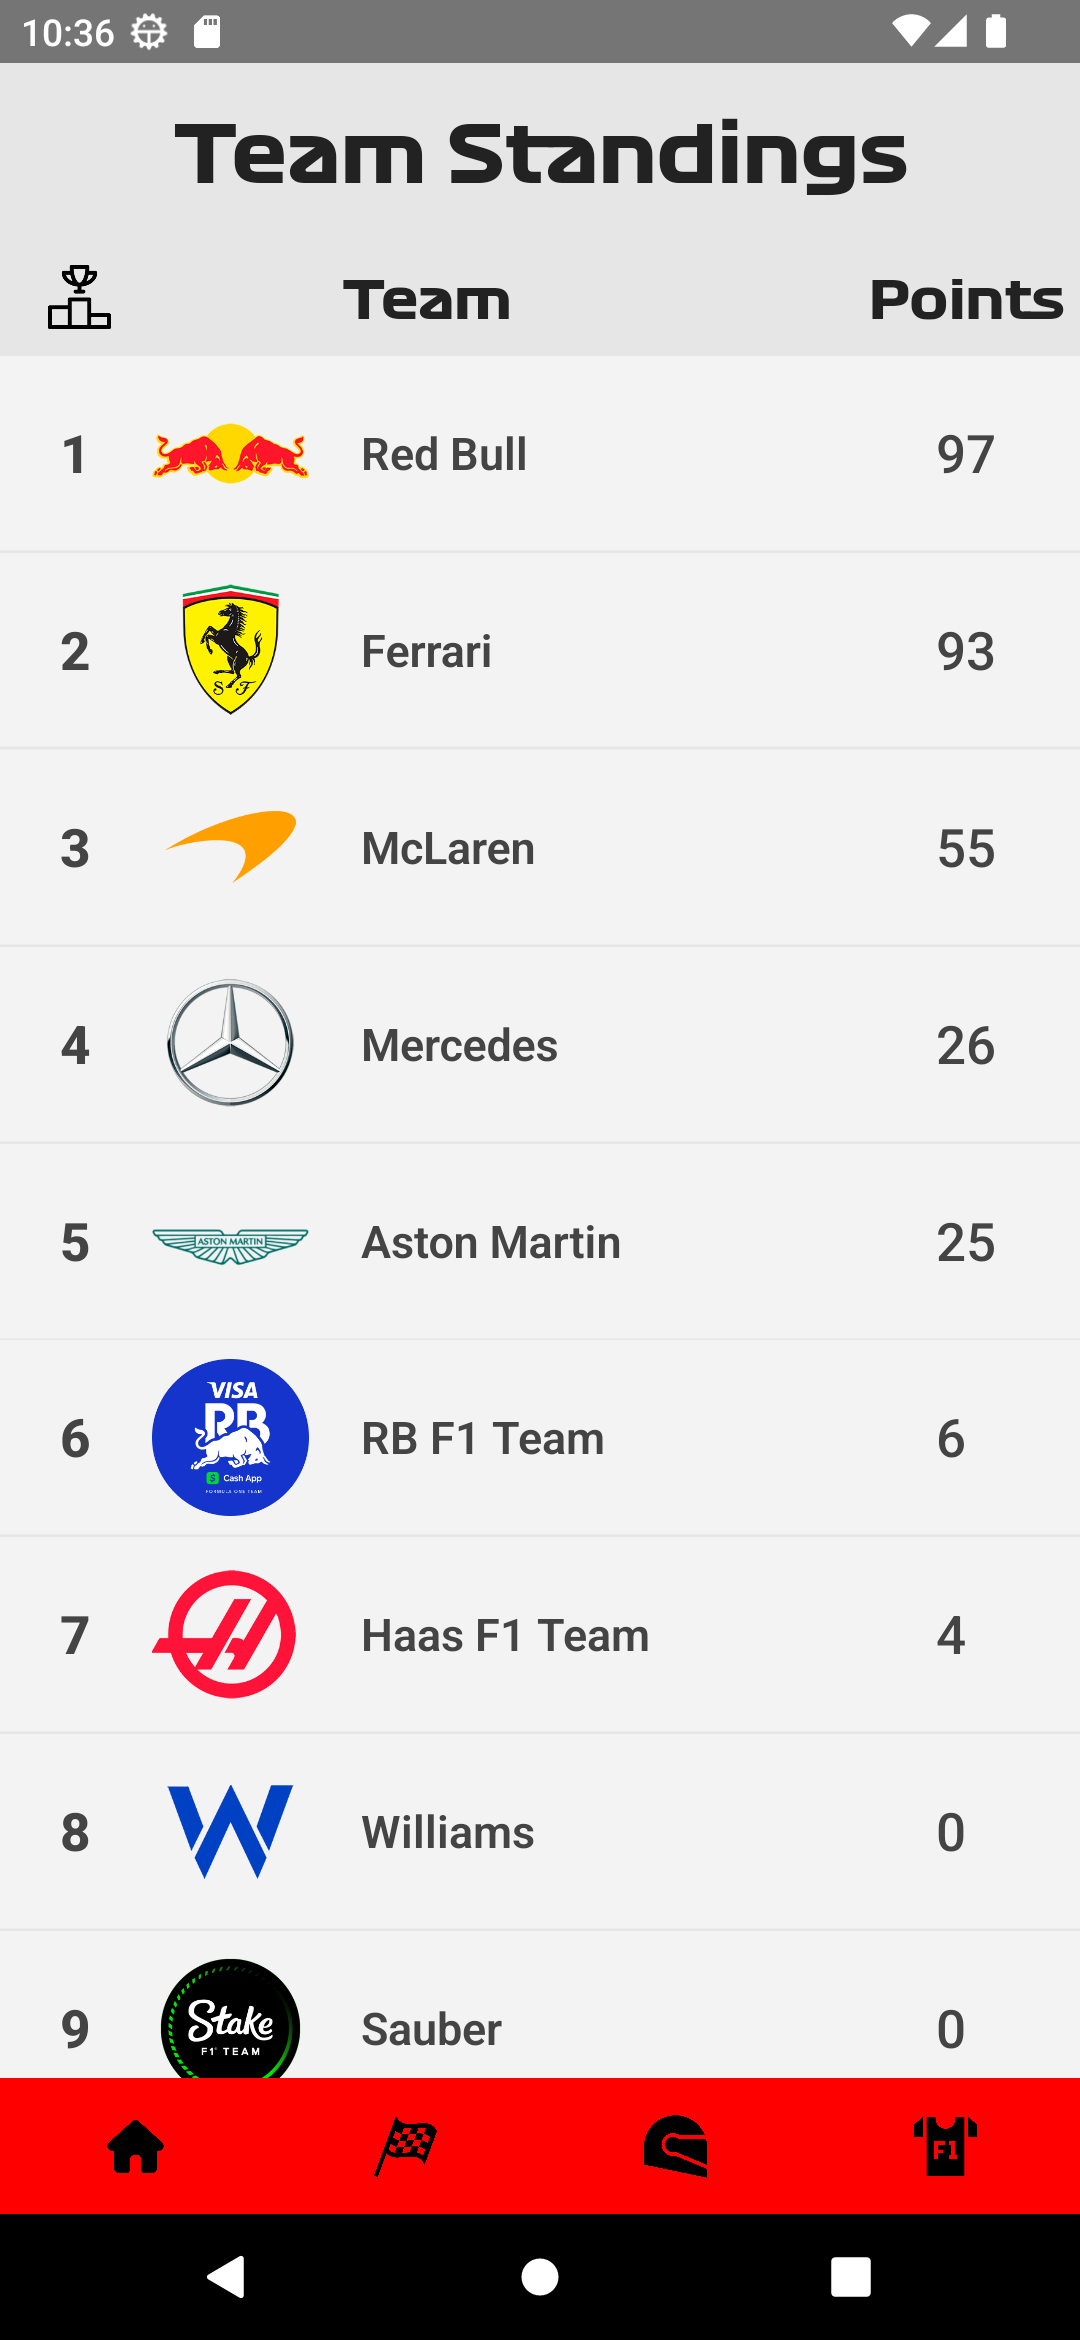 10:36
Team Standings
Team Points
1 Red Bull 97
S F
2 Ferrari 93
3 McLaren 55
4 Mercedes 26
ASTON MARTIN
5 Aston Martin 25
VISA
RB
Cash App
FORMULA ONE TEAM
6 RB F1 Team 6
7 Haas F1 Team 4
8 Williams 0
Stake
F1 TEAM
9 Sauber 0
F1